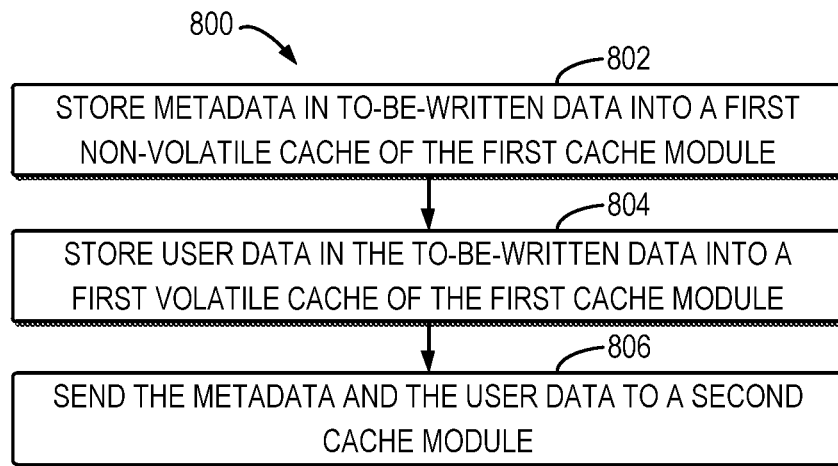 800
802
STORE METADATA IN TO-BE-WRITTEN DATA INTO A FIRST
NON-VOLATILE CACHE OF THE FIRST CACHE MODULE
804
STORE USER DATA IN THE TO-BE-WRITTEN DATA INTO A
FIRST VOLATILE CACHE OF THE FIRST CACHE MODULE
806
SEND THE METADATA AND THE USER DATA TO A SECOND
CACHE MODULE